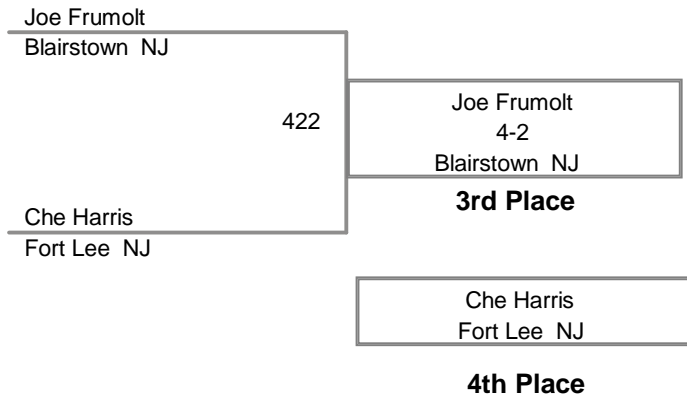 Joe Frumolt
Blairstown NJ
422
Joe Frumolt
4-2
Blairstown NJ
3rd Place
Che Harris
Fort Lee NJ
Che Harris
Fort Lee NJ
4th Place